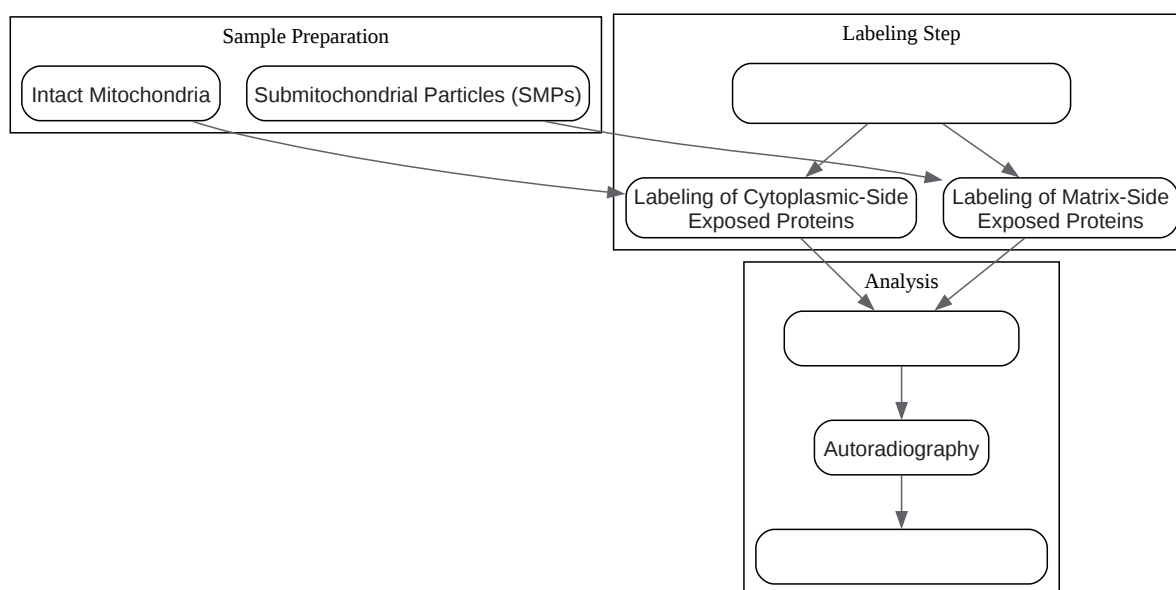 Sample Preparation
Intact Mitochondria
Submitochondrial Particles (SMPs)
Labeling Step
Labeling of Cytoplasmic-Side
Exposed Proteins
Labeling of Matrix-Side
Exposed Proteins
Analysis
Autoradiography